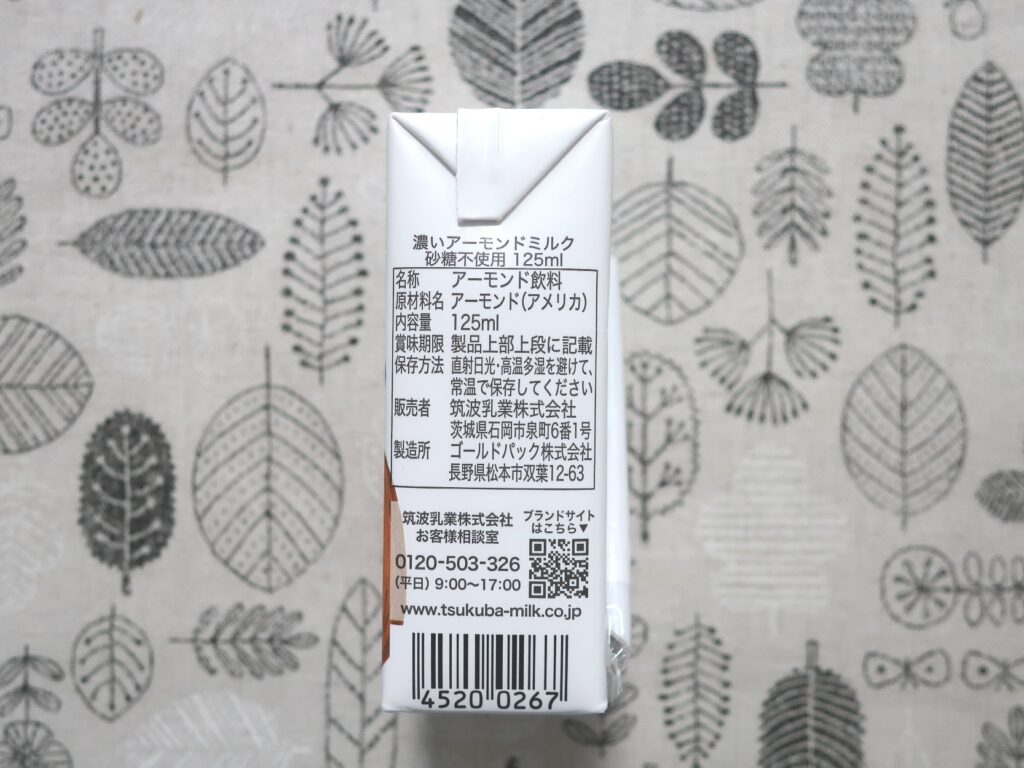 濃いアーモンドミルク
砂糖不使用 125ml
名称 アーモンド飲料
原材料名 アーモンド(アメリカ)
内容量 125ml
賞味期限 製品上部上段に記載
保存方法 直射日光・高温多湿を避けて、
常温で保存してください
販売者 筑波乳業株式会社
茨城県石岡市泉町6番1号
製造所 ゴールドパック株式会社
長野県松本市双葉12-63
筑波乳業株式会社
お客様相談室
0120-503-326
(平日) 9:00〜17:00
ブランドサイト
はこちら▼
www.tsukuba-milk.co.jp
4520 0267